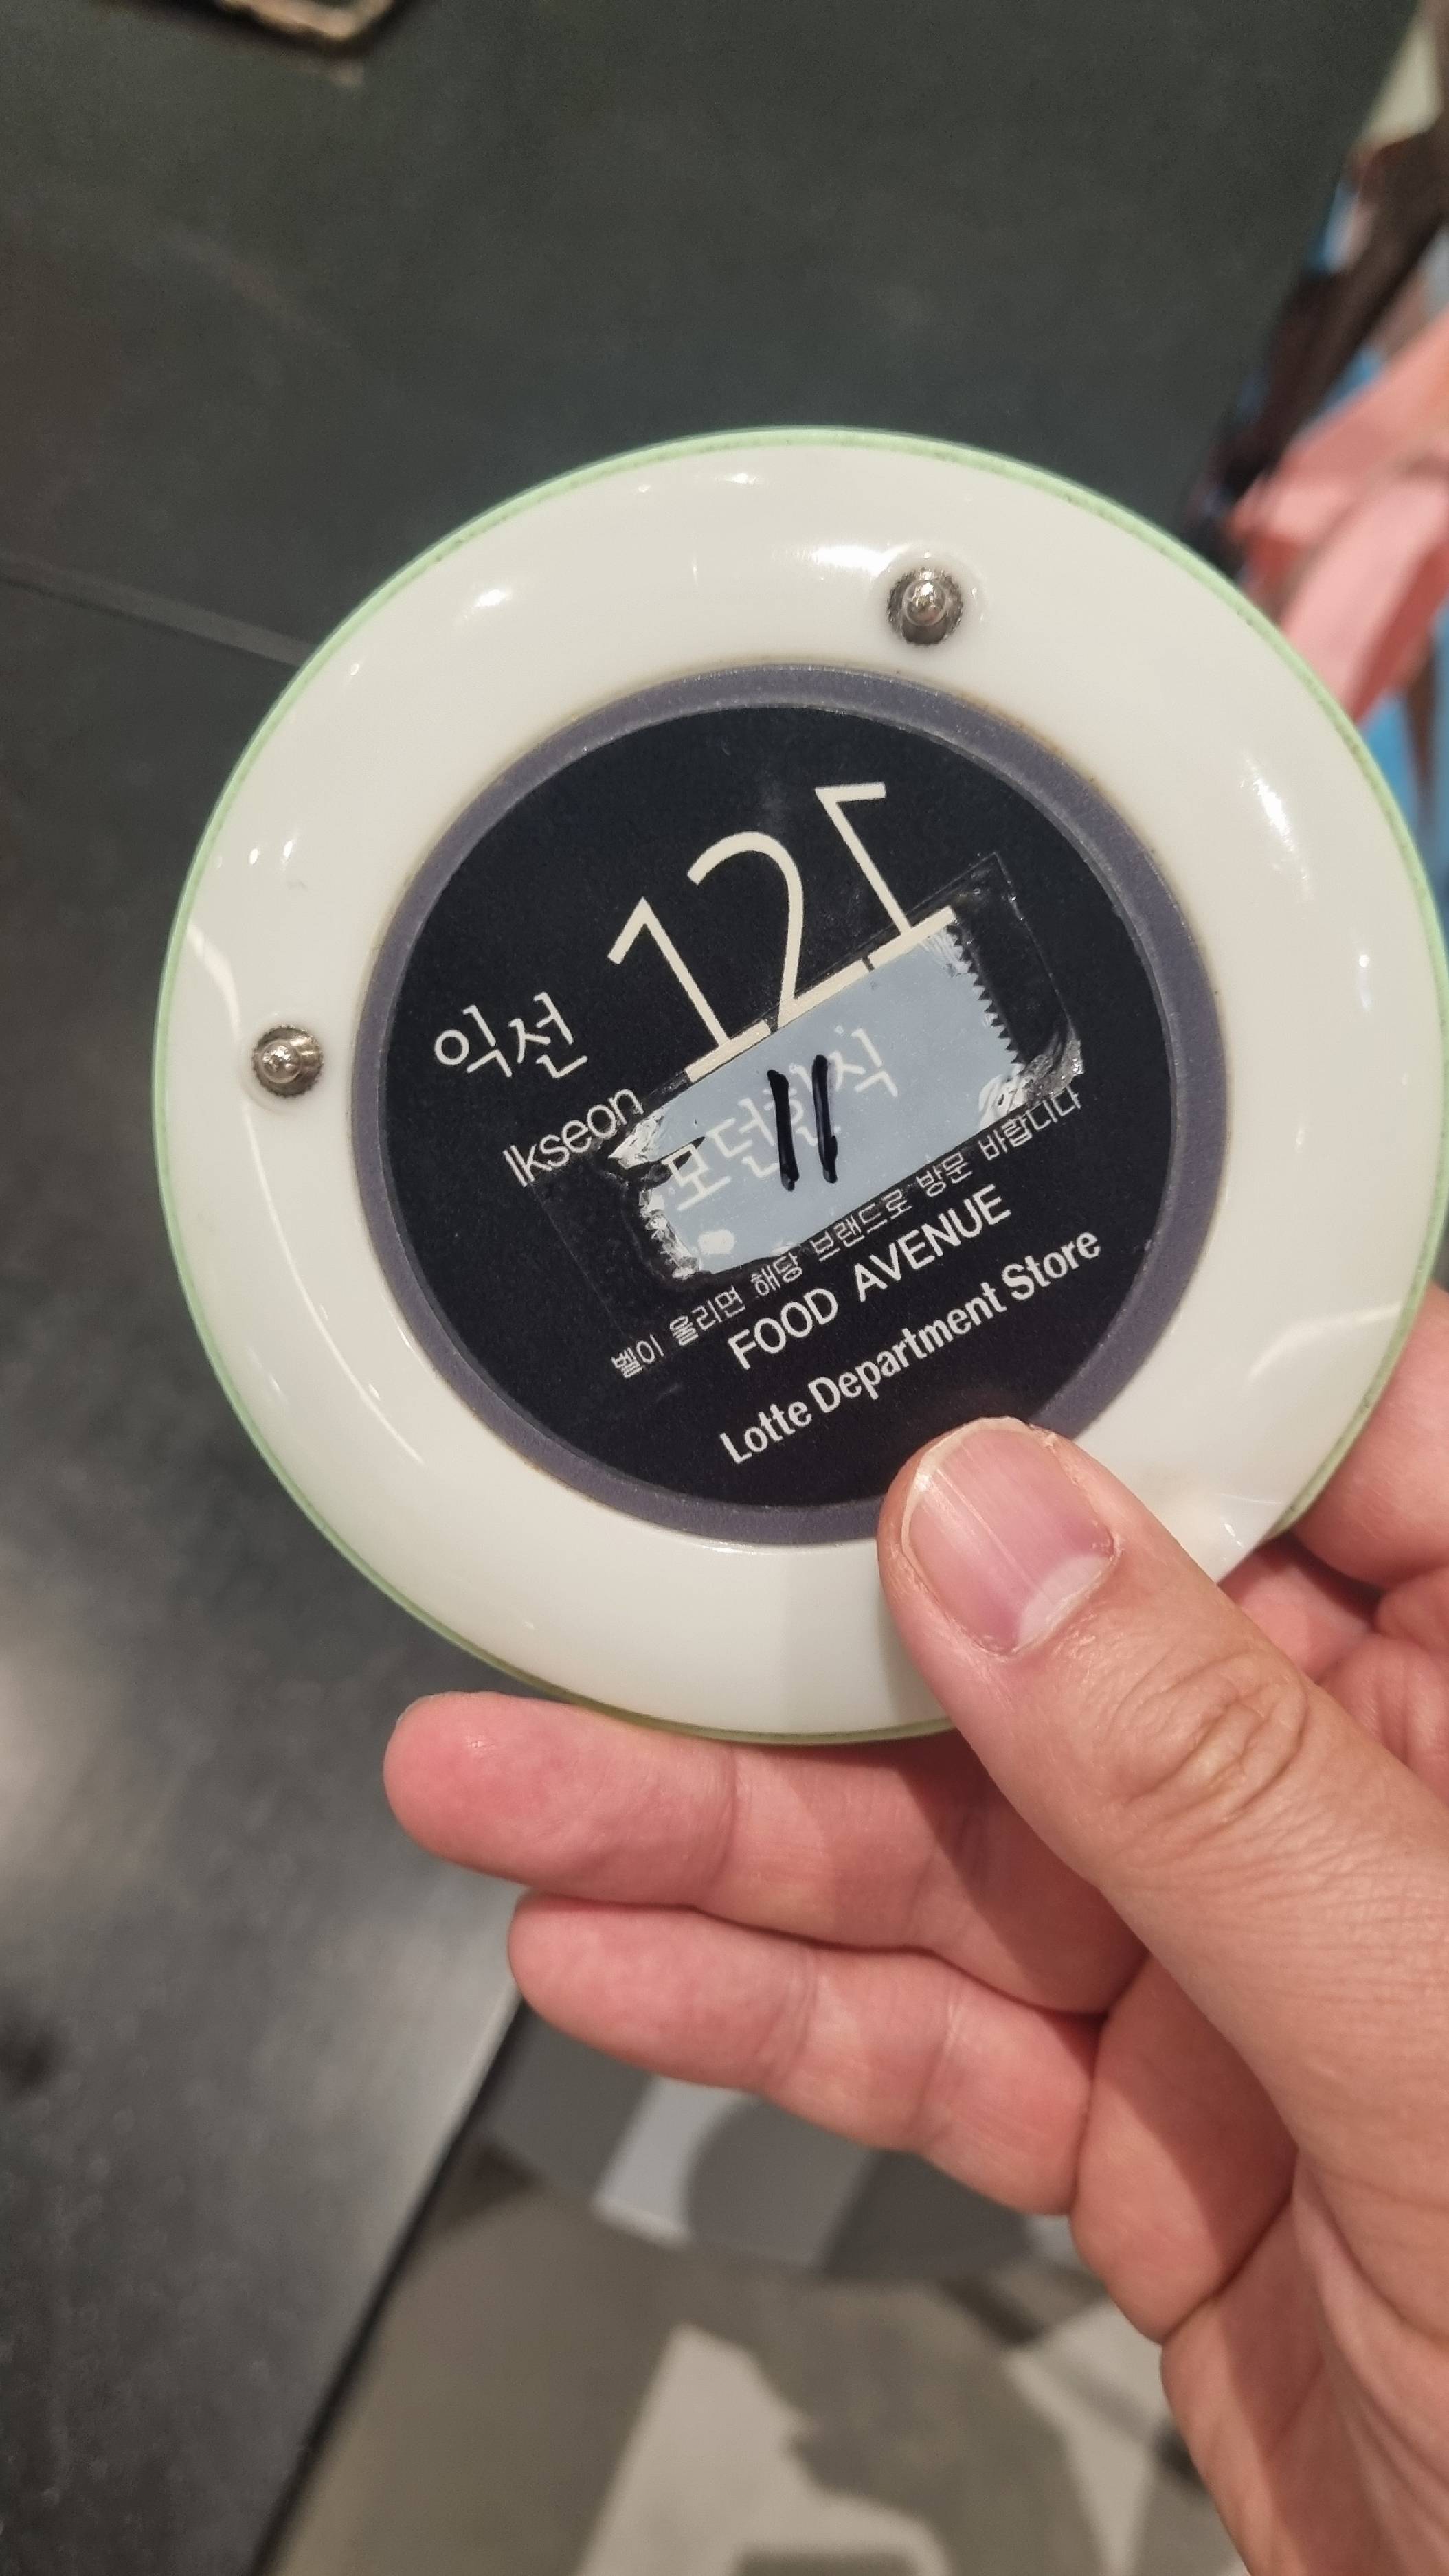 익선
121
Ikseon
모던한식
11
벨이 울리면 해당 브랜드로 방문 바랍니다
FOOD AVENUE
Lotte Department Store